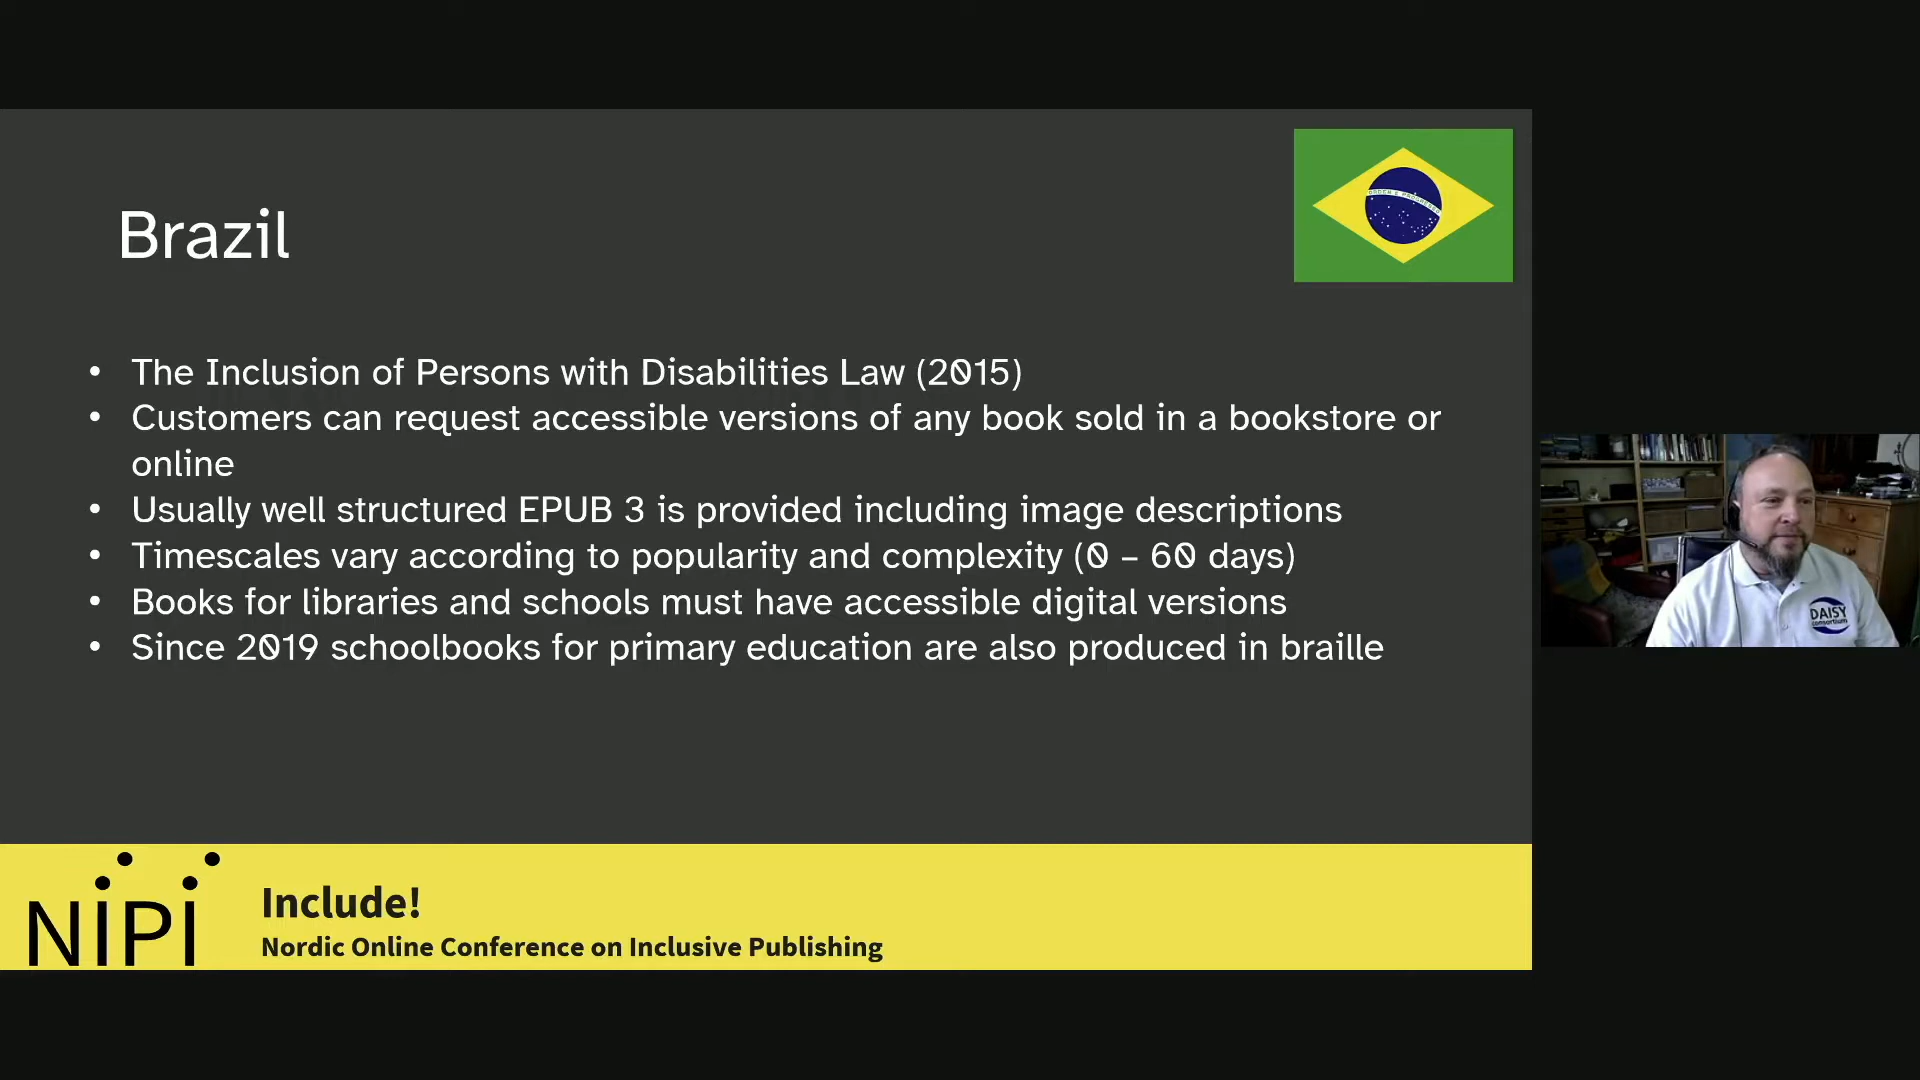 Brazil
• The Inclusion of Persons with Disabilities Law (2015)
• Customers can request accessible versions of any book sold in a bookstore or
online
• Usually well structured EPUB 3 is provided including image descriptions
• Timescales vary according to popularity and complexity (0 – 60 days)
• Books for libraries and schools must have accessible digital versions
• Since 2019 schoolbooks for primary education are also produced in braille
DAISY
consortium
NIPI
Include!
Nordic Online Conference on Inclusive Publishing